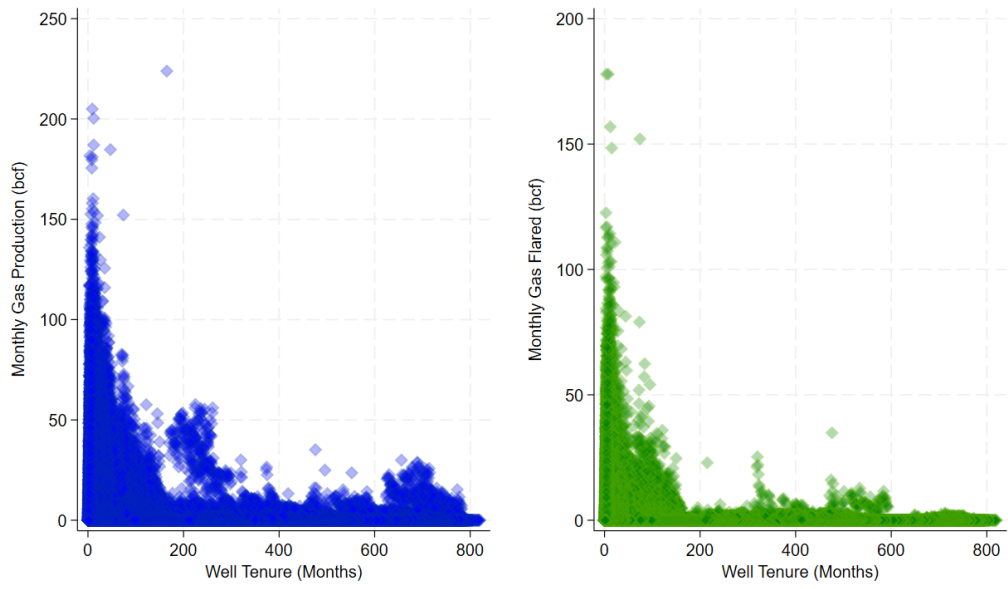 Monthly Gas Production (bcf)
250
200
150
100
50
0
0 200 400 600 800
Well Tenure (Months)
Monthly Gas Flared (bcf)
200
150
100
50
0
0 200 400 600 800
Well Tenure (Months)